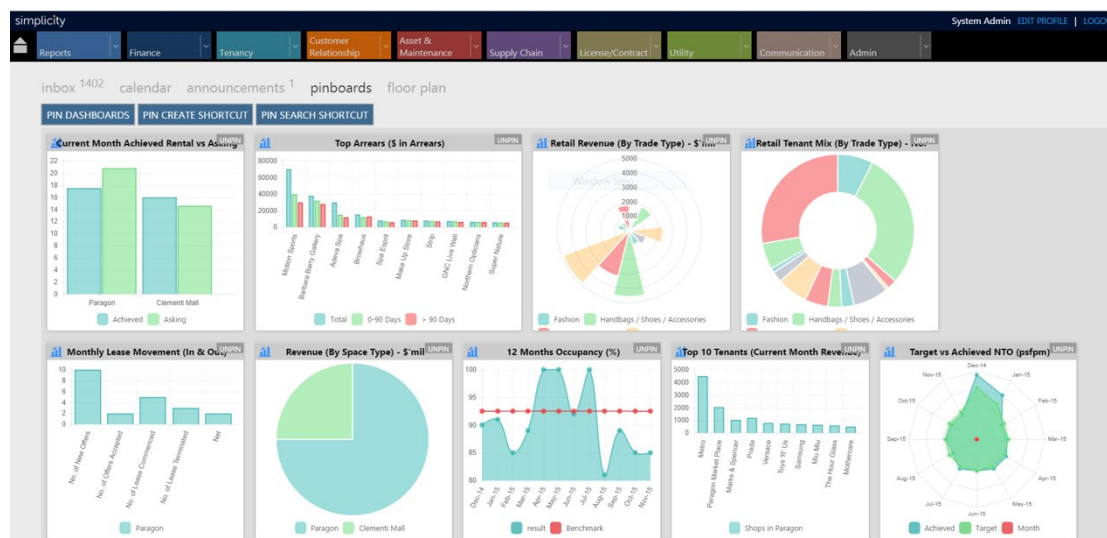 simplicity
System Admin EDIT PROFILE | LOGO
Reports
Finance
Tenancy
Customer Relationship
Asset & Maintenance
Supply Chain
License/Contract
Utility
Communication
Admin
inbox 1402 calendar announcements 1 pinboards floor plan
PIN DASHBOARDS PIN CREATE SHORTCUT PIN SEARCH SHORTCUT
Current Month Achieved Rental vs Asking UNPIN
22
20
18
16
14
12
10
8
6
4
2
0
Paragon Clementi Mall
Achieved Asking
Top Arrears ($ in Arrears) UNPIN
80000
60000
40000
20000
0
Motion Sports
Barbara Barry Gallery
Adena Spa
Browhaus
Spa Esprit
Make Up Store
Strip
GNC Live Well
Northern Opticians
Super Nature
Total 0-90 Days > 90 Days
Retail Revenue (By Trade Type) - $'mil UNPIN
Window Snip
5000
4000
3000
2000
1000
Fashion Handbags / Shoes / Accessories
Retail Tenant Mix (By Trade Type) - No. UNPIN
Fashion Handbags / Shoes / Accessories
Monthly Lease Movement (In & Out) UNPIN
10
8
6
4
2
0
No. of New Offers
No. of Offers Accepted
No. of Lease Commenced
No. of Lease Terminated
Net
Paragon
Revenue (By Space Type) - $'mil UNPIN
Paragon Clementi Mall
12 Months Occupancy (%) UNPIN
100
95
90
85
80
Dec-14
Jan-15
Feb-15
Mar-15
Apr-15
May-15
Jun-15
Jul-15
Aug-15
Sep-15
Oct-15
Nov-15
result Benchmark
Top 10 Tenants (Current Month Revenue) UNPIN
5000
4000
3000
2000
1000
0
Metro
Paragon Market Place
Marks & Spencer
Prada
Versace
Toys 'R' Us
Samsung
Miu Miu
The Hour Glass
Mothercare
Shops in Paragon
Target vs Achieved NTO (psfpm) UNPIN
Dec-14
Jan-15
Feb-15
Mar-15
Apr-15
May-15
Jun-15
Jul-15
Aug-15
Sep-15
Oct-15
Nov-15
Achieved Target Month